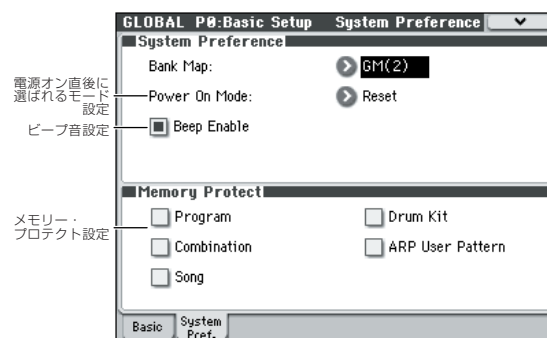 GLOBAL P0:Basic Setup System Preference
System Preference
Bank Map: GM(2)
電源オン直後に
選ばれるモード
設定
Power On Mode: Reset
ビープ音設定
Beep Enable
Memory Protect
メモリー・
プロテクト設定
Program Drum Kit
Combination ARP User Pattern
Song
Basic System
Pref.